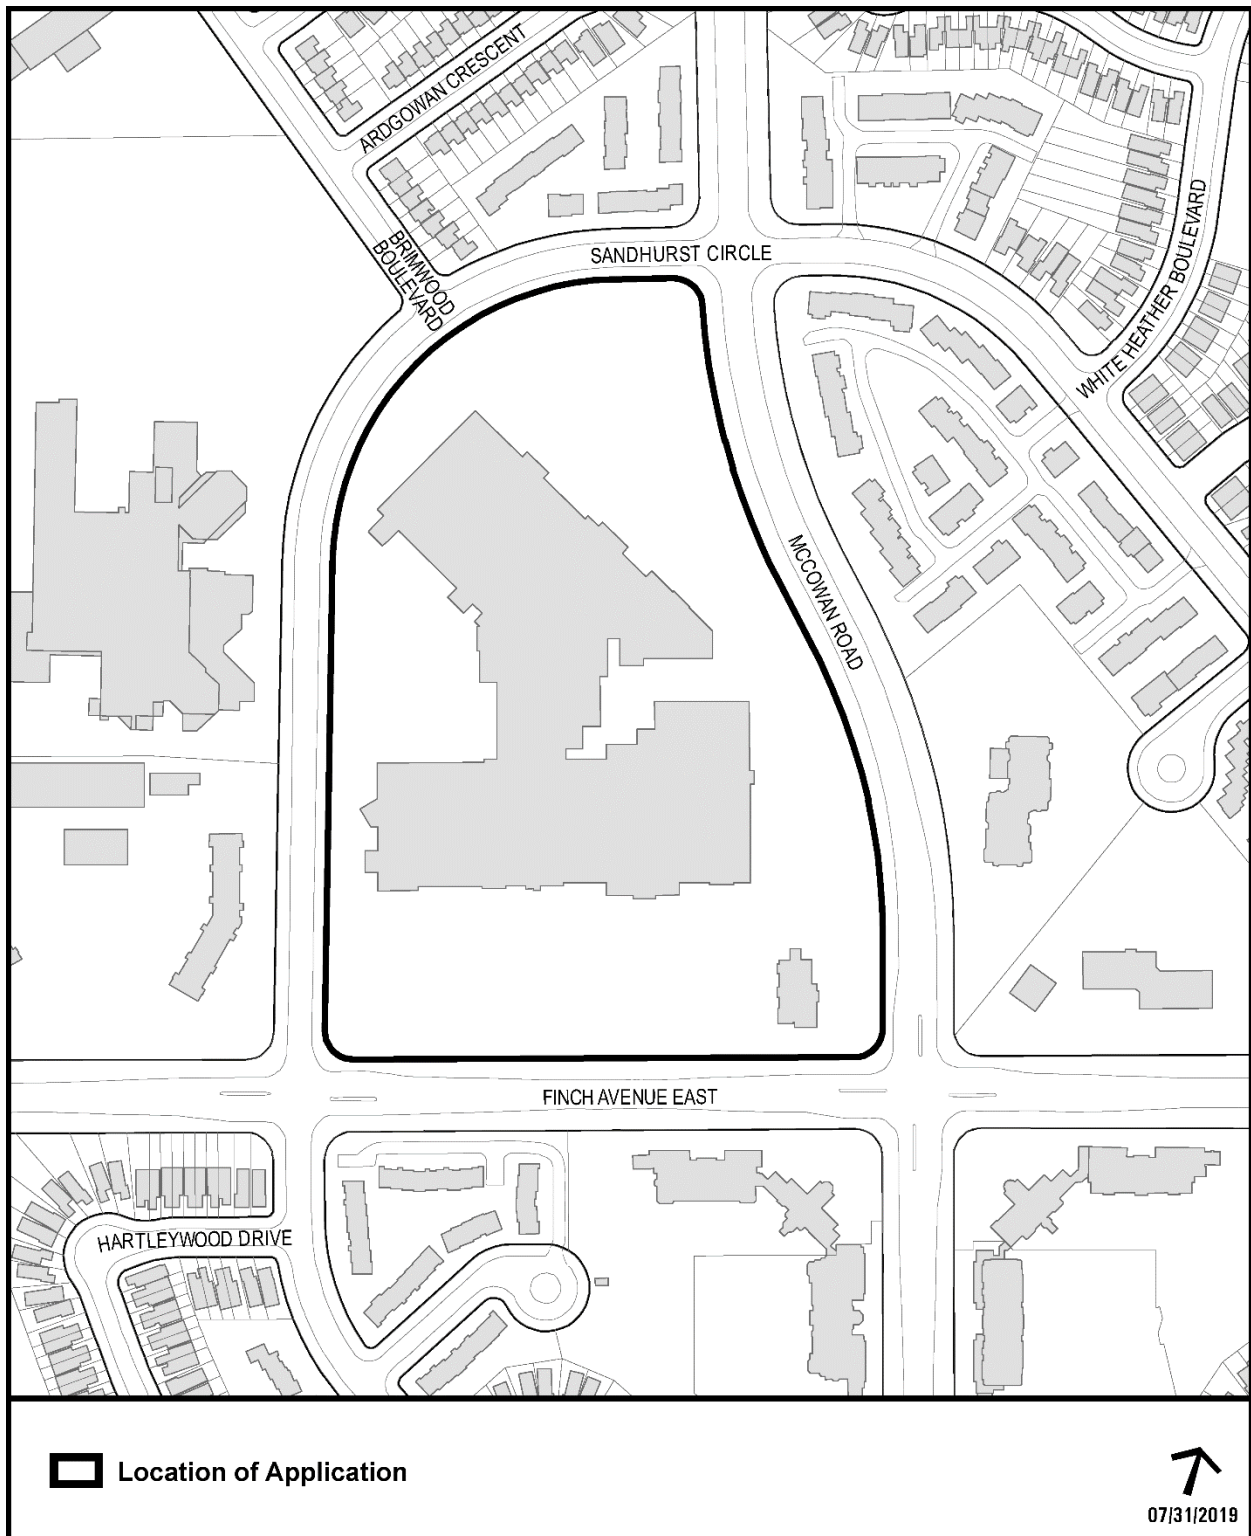 ARDGOWAN CRESCENT
BRIMWOOD
BOULEVARD
SANDHURST CIRCLE
WHITE HEATHER BOULEVARD
MCCOWAN ROAD
FINCH AVENUE EAST
HARTLEYWOOD DRIVE
Location of Application
07/31/2019